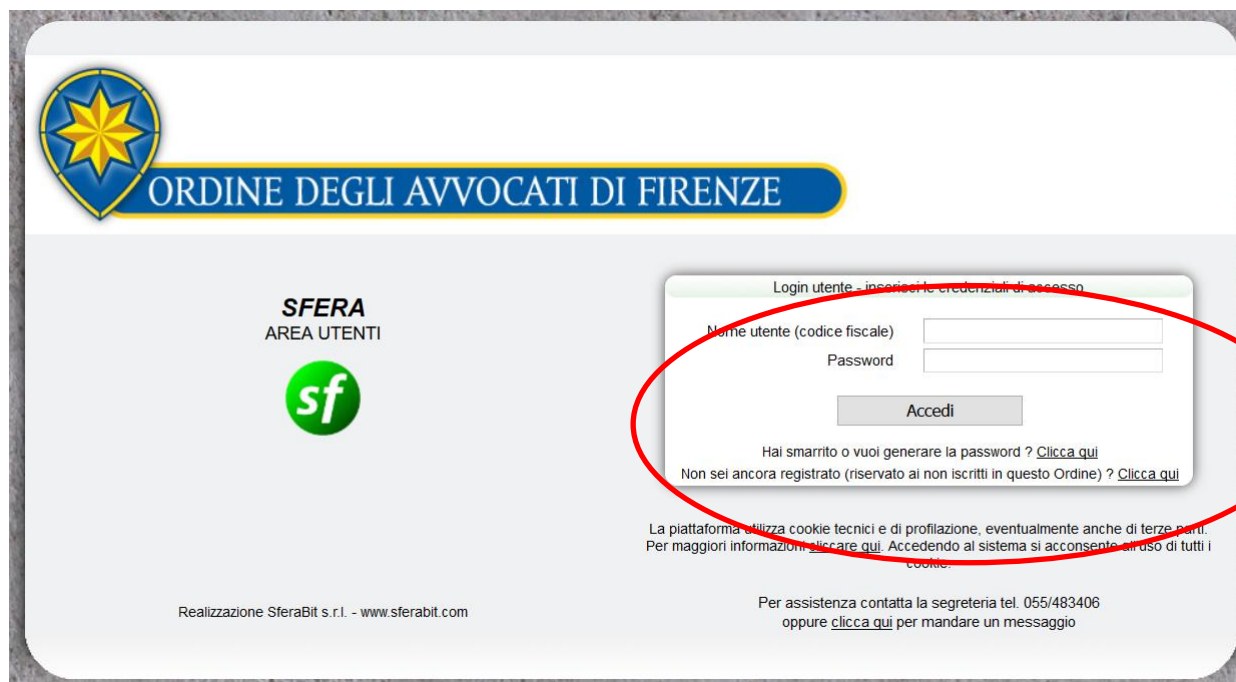 ORDINE DEGLI AVVOCATI DI FIRENZE
SFERA
AREA UTENTI
sf
Login utente - inserisci le credenziali di accesso
Nome utente (codice fiscale)
Password
Accedi
Hai smarrito o vuoi generare la password ? Clicca qui
Non sei ancora registrato (riservato ai non iscritti in questo Ordine) ? Clicca qui
La piattaforma utilizza cookie tecnici e di profilazione, eventualmente anche di terze parti.
Per maggiori informazioni cliccare qui. Accedendo al sistema si acconsente all'uso di tutti i
cookie.
Realizzazione SferaBit s.r.l. - www.sferabit.com
Per assistenza contatta la segreteria tel. 055/483406
oppure clicca qui per mandare un messaggio